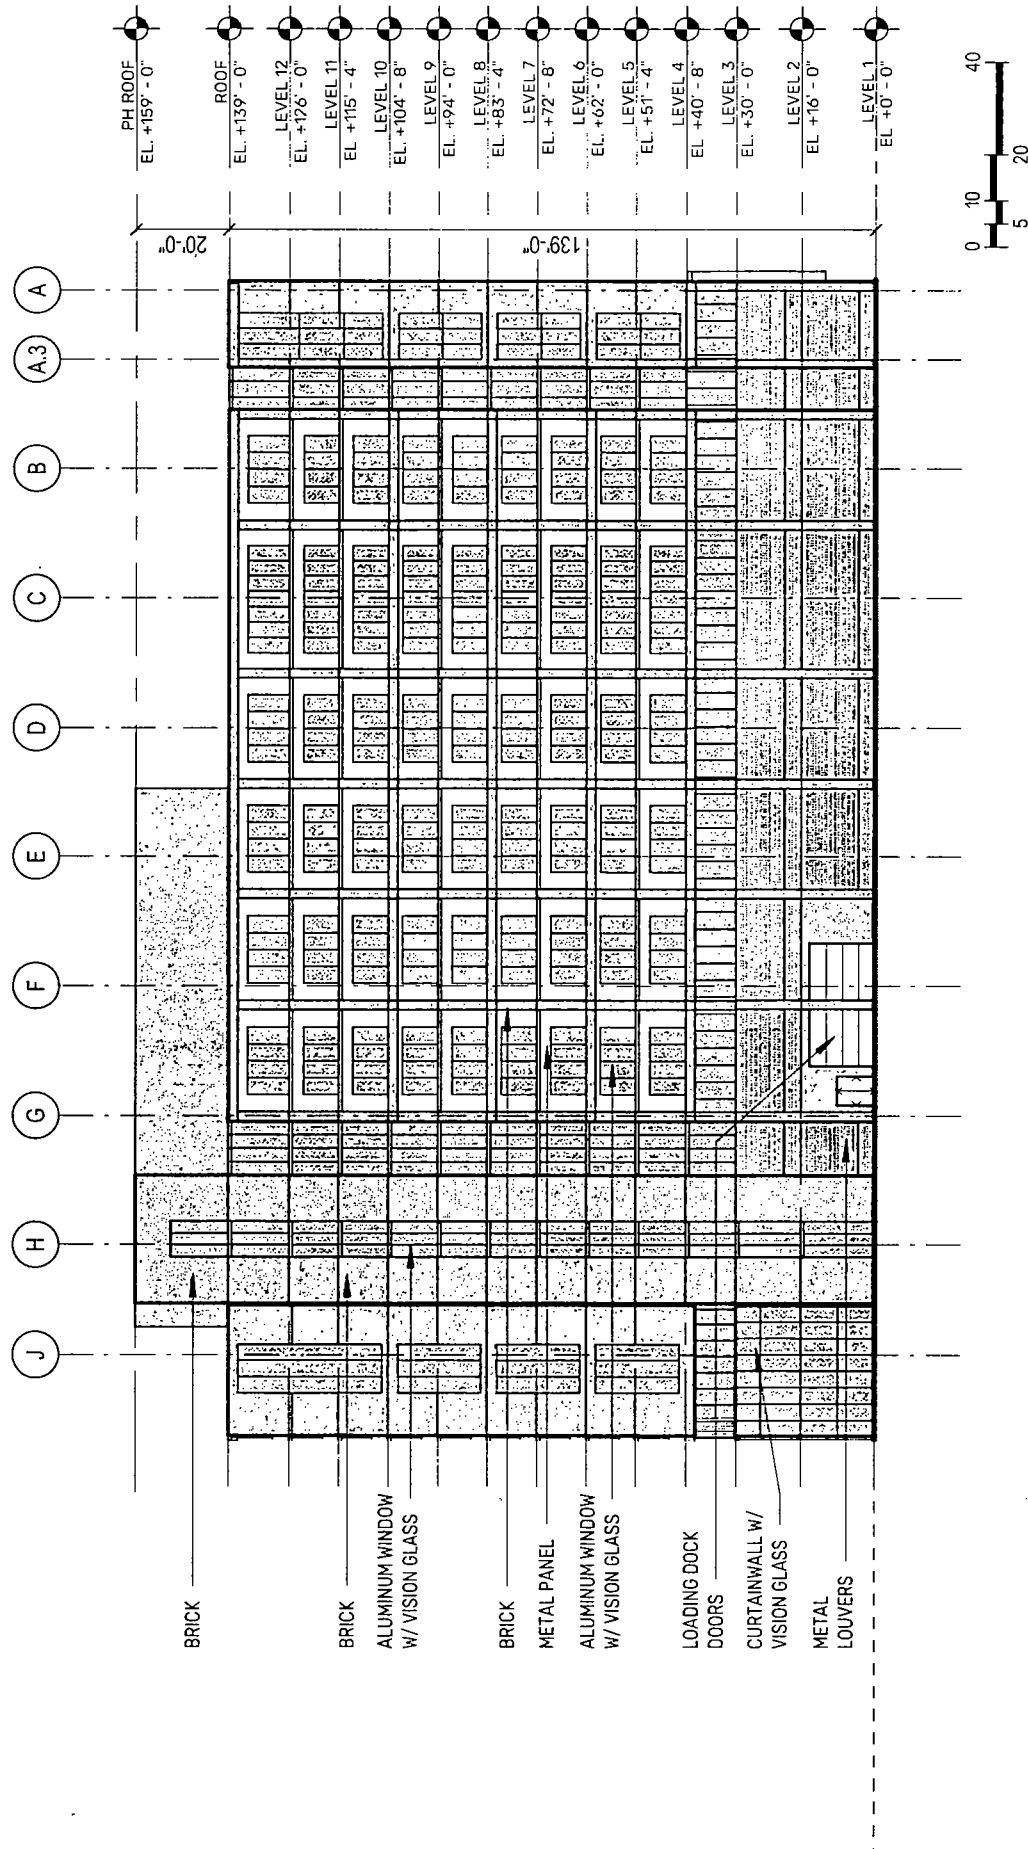 J
H
G
F
E
D
C
B
A.3
A
PH ROOF
EL. +159' - 0"
ROOF
EL. +139' - 0"
LEVEL 12
EL. +126' - 0"
LEVEL 11
EL +115' - 4"
LEVEL 10
EL. +104' - 8"
LEVEL 9
EL. +94' - 0"
LEVEL 8
EL. +83' - 4"
LEVEL 7
EL. +72' - 8"
LEVEL 6
EL. +62' - 0"
LEVEL 5
EL. +51' - 4"
LEVEL 4
EL +40' - 8"
LEVEL 3
EL. +30' - 0"
LEVEL 2
EL. +16' - 0"
LEVEL 1
EL +0' - 0"
20'-0"
139'-0"
BRICK
BRICK
ALUMINUM WINDOW
W/ VISION GLASS
BRICK
METAL PANEL
ALUMINUM WINDOW
W/ VISION GLASS
LOADING DOCK
DOORS
CURTAINWALL W/
VISION GLASS
METAL
LOUVERS
0 10 40
5 20